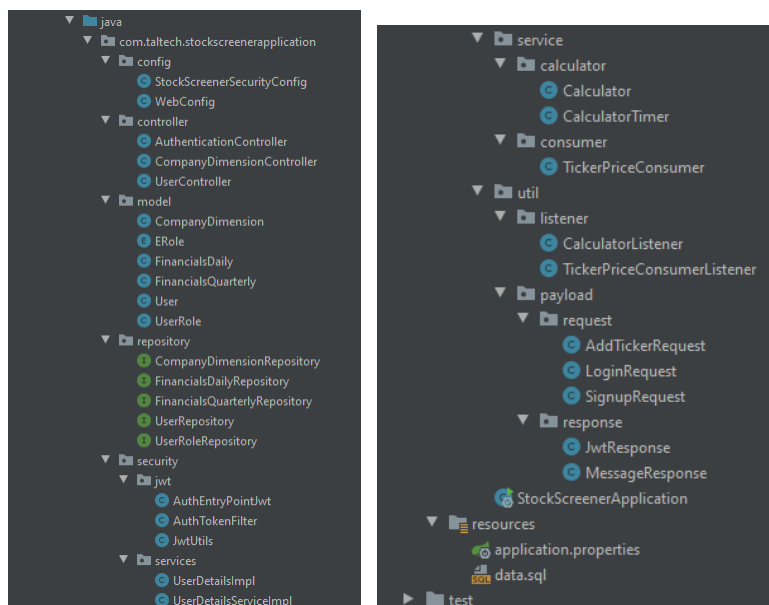 java
com.taltech.stockscreenerapplication
config
StockScreenerSecurityConfig
WebConfig
controller
AuthenticationController
CompanyDimensionController
UserController
model
CompanyDimension
ERole
FinancialsDaily
FinancialsQuarterly
User
UserRole
repository
CompanyDimensionRepository
FinancialsDailyRepository
FinancialsQuarterlyRepository
UserRepository
UserRoleRepository
security
jwt
AuthEntryPointJwt
AuthTokenFilter
JwtUtils
services
UserDetailsImpl
UserDetailsServiceImpl
service
calculator
Calculator
CalculatorTimer
consumer
TickerPriceConsumer
util
listener
CalculatorListener
TickerPriceConsumerListener
payload
request
AddTickerRequest
LoginRequest
SignupRequest
response
JwtResponse
MessageResponse
StockScreenerApplication
resources
application.properties
data.sql
test